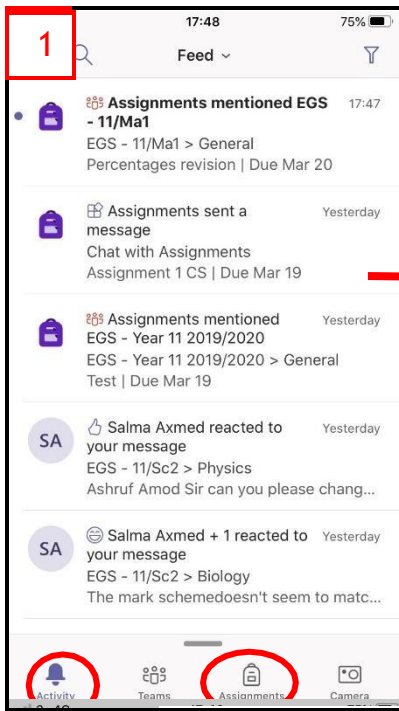 17:48
75%
1
Feed
Assignments mentioned EGS 17:47
- 11/Ma1
EGS - 11/Ma1 > General
Percentages revision | Due Mar 20
Assignments sent a Yesterday
message
Chat with Assignments
Assignment 1 CS | Due Mar 19
Assignments mentioned Yesterday
EGS - Year 11 2019/2020
EGS - Year 11 2019/2020 > General
Test | Due Mar 19
SA
Salma Axmed reacted to Yesterday
your message
EGS - 11/Sc2 > Physics
Ashruf Amod Sir can you please chang...
SA
Salma Axmed + 1 reacted to Yesterday
your message
EGS - 11/Sc2 > Biology
The mark schemedoesn't seem to matc...
Activity Teams Assignments Camera